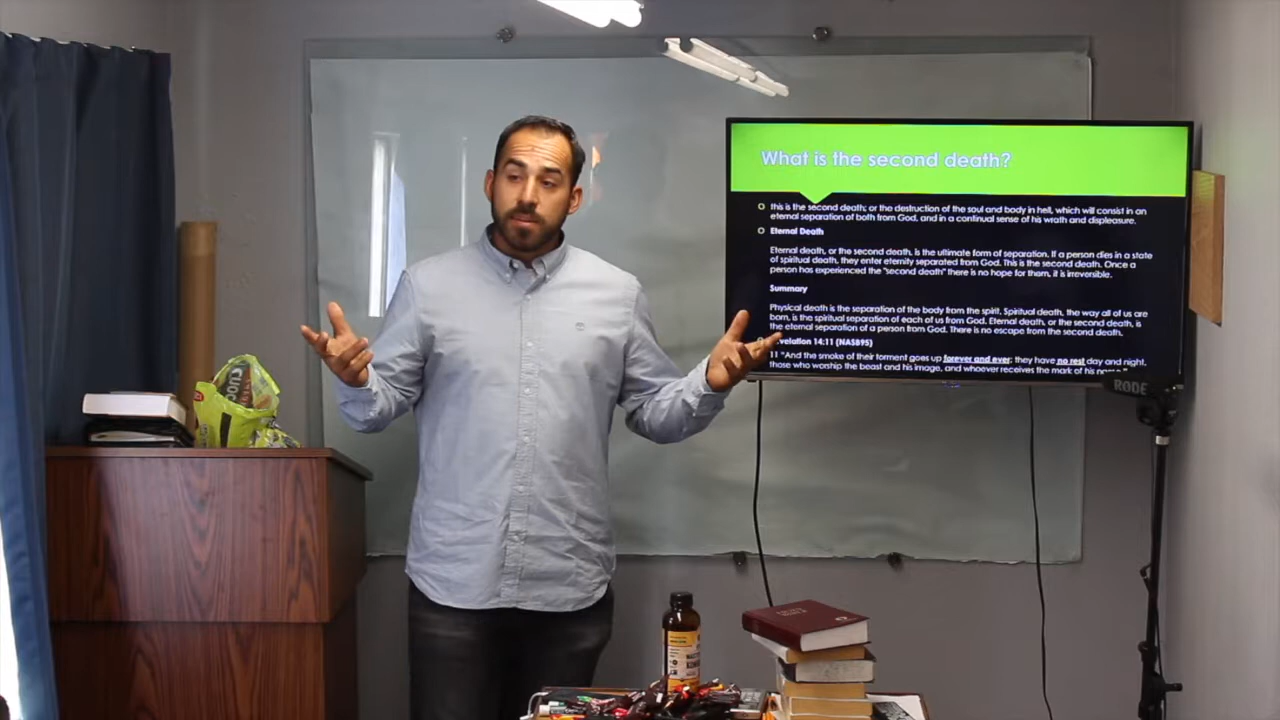 What is the second death?
this is the second death; or the destruction of the soul and body in hell, which will consist in an
eternal separation of both from God, and in a continual sense of his wrath and displeasure.
Eternal Death
Eternal death, or the second death, is the ultimate form of separation. If a person dies in a state
of spiritual death, they enter eternity separated from God. This is the second death. Once a
person has experienced the "second death" there is no hope for them, it is irreversible.
Summary
Physical death is the separation of the body from the spirit. Spiritual death, the way all of us are
born, is the spiritual separation of each of us from God. Eternal death, or the second death, is
the eternal separation of a person from God. There is no escape from the second death.
velation 14:11 (NASB95)
11 "And the smoke of their torment goes up forever and ever; they have no rest day and night,
those who worship the beast and his image, and whoever receives the mark of his name."
RODE